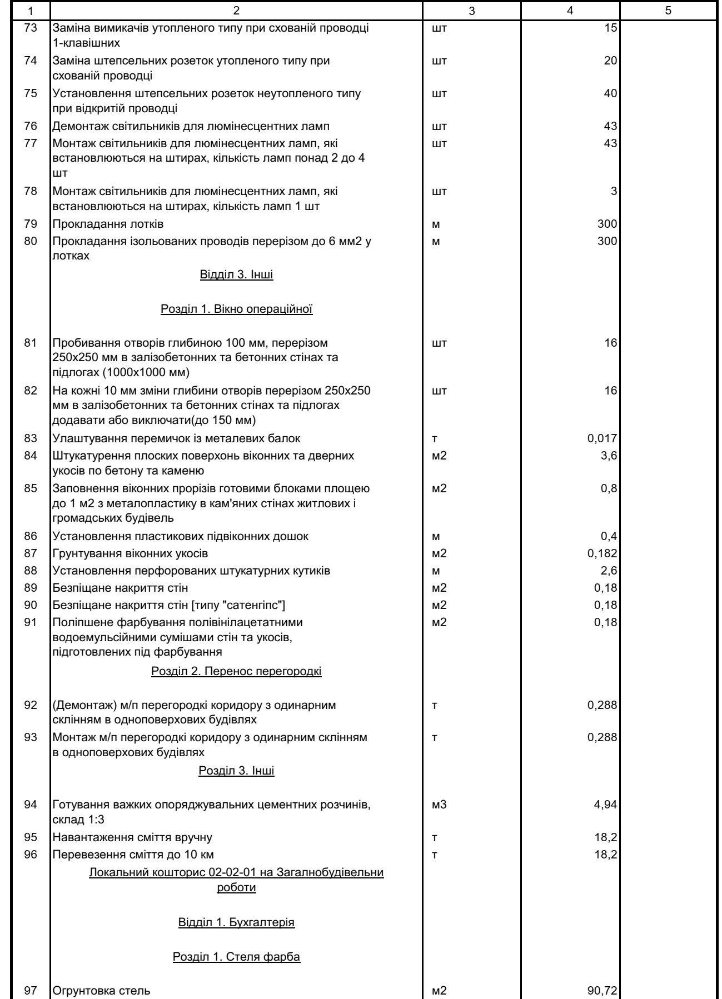 1 2 3 4 5
73 Заміна вимикачів утопленого типу при схованій проводці шт 15
1-клавішних
74 Заміна штепсельних розеток утопленого типу при шт 20
схованій проводці
75 Установлення штепсельних розеток неутопленого типу шт 40
при відкритій проводці
76 Демонтаж світильників для люмінесцентних ламп шт 43
77 Монтаж світильників для люмінесцентних ламп, які шт 43
встановлюються на штирах, кількість ламп понад 2 до 4
шт
78 Монтаж світильників для люмінесцентних ламп, які шт 3
встановлюються на штирах, кількість ламп 1 шт
79 Прокладання лотків м 300
80 Прокладання ізольованих проводів перерізом до 6 мм2 у м 300
лотках
Відділ 3. Інші
Розділ 1. Вікно операційної
81 Пробивання отворів глибиною 100 мм, перерізом шт 16
250х250 мм в залізобетонних та бетонних стінах та
підлогах (1000х1000 мм)
82 На кожні 10 мм зміни глибини отворів перерізом 250х250 шт 16
мм в залізобетонних та бетонних стінах та підлогах
додавати або виключати(до 150 мм)
83 Улаштування перемичок із металевих балок т 0,017
84 Штукатурення плоских поверхонь віконних та дверних м2 3,6
укосів по бетону та каменю
85 Заповнення віконних прорізів готовими блоками площею м2 0,8
до 1 м2 з металопластику в кам'яних стінах житлових і
громадських будівель
86 Установлення пластикових підвіконних дошок м 0,4
87 Грунтування віконних укосів м2 0,182
88 Установлення перфорованих штукатурних кутиків м 2,6
89 Безпіщане накриття стін м2 0,18
90 Безпіщане накриття стін [типу "сатенгіпс"] м2 0,18
91 Поліпшене фарбування полівінілацетатними м2 0,18
водоемульсійними сумішами стін та укосів,
підготовлених під фарбування
Розділ 2. Перенос перегородкі
92 (Демонтаж) м/п перегородкі коридору з одинарним т 0,288
склінням в одноповерхових будівлях
93 Монтаж м/п перегородкі коридору з одинарним склінням т 0,288
в одноповерхових будівлях
Розділ 3. Інші
94 Готування важких опоряджувальних цементних розчинів, м3 4,94
склад 1:3
95 Навантаження сміття вручну т 18,2
96 Перевезення сміття до 10 км т 18,2
Локальний кошторис 02-02-01 на Загалнобудівельни
роботи
Відділ 1. Бухгалтерія
Розділ 1. Стеля фарба
97 Огрунтовка стель м2 90,72